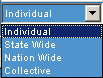 Individual
Individual
State Wide
Nation Wide
Collective